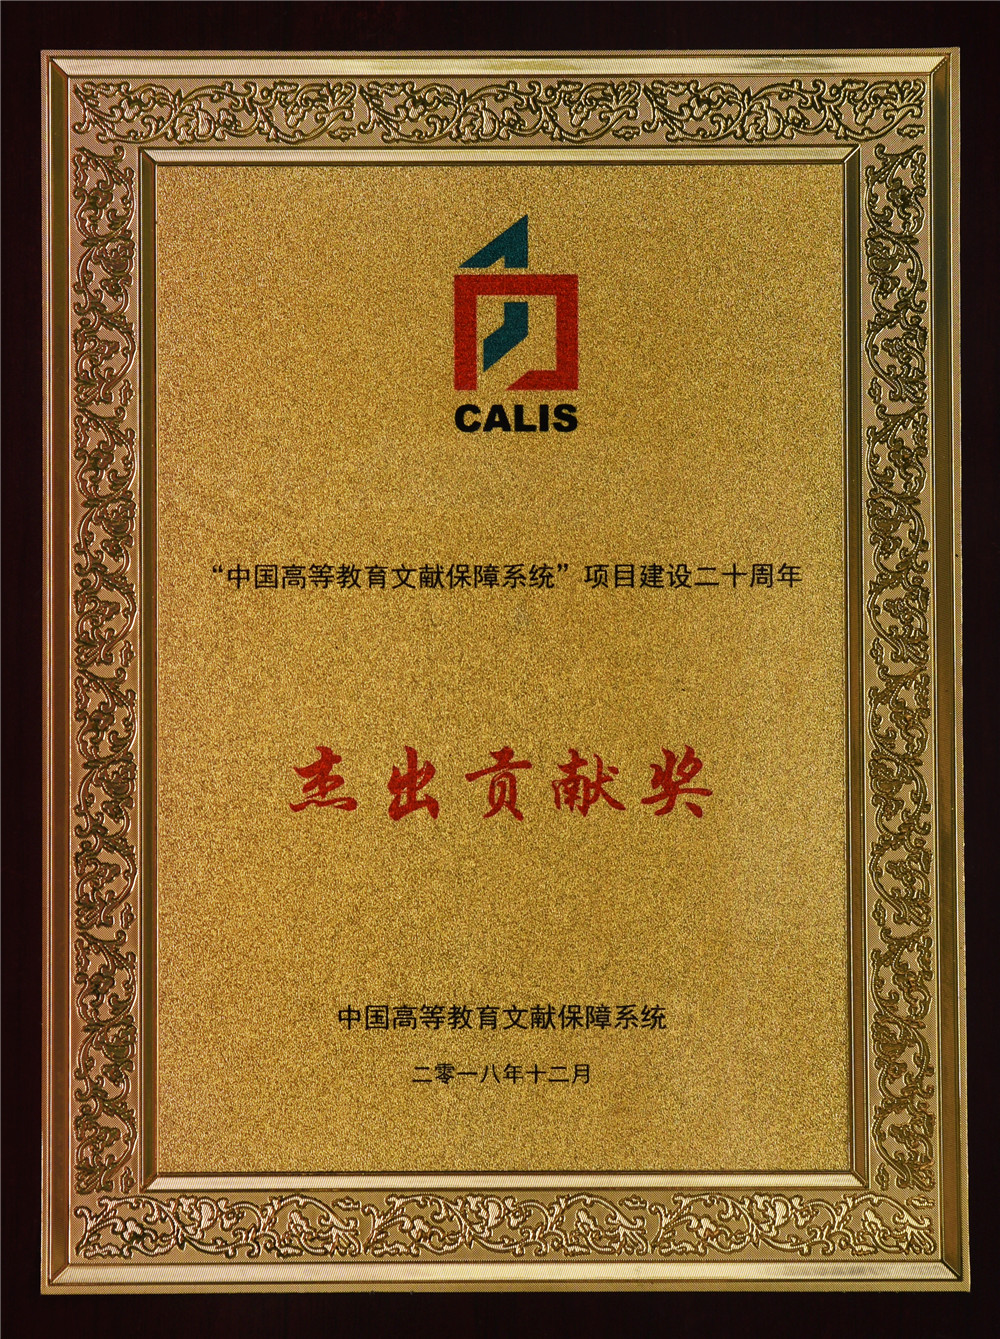 CALIS
“中国高等教育文献保障系统”项目建设二十周年
杰出贡献奖
中国高等教育文献保障系统
二零一八年十二月